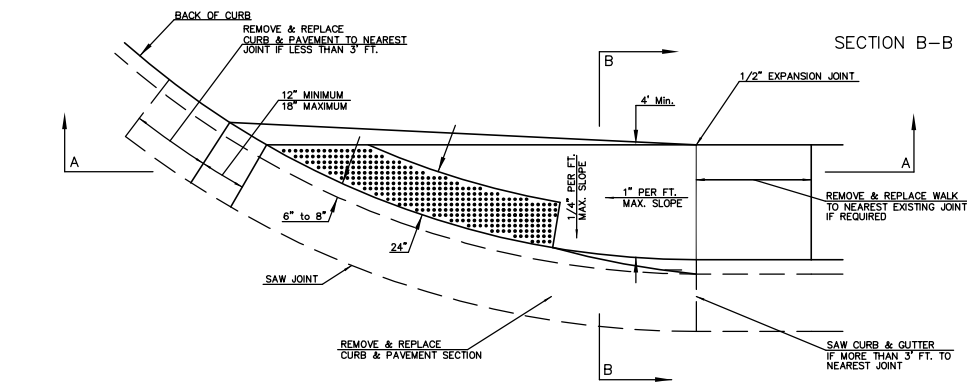 BACK OF CURB
REMOVE & REPLACE
CURB & PAVEMENT TO NEAREST
JOINT IF LESS THAN 3' FT.
SECTION B-B
B
1/2" EXPANSION JOINT
12" MINIMUM
18" MAXIMUM
4' Min.
A
A
1/4" PER FT.
MAX. SLOPE
1" PER FT.
MAX. SLOPE
REMOVE & REPLACE WALK
TO NEAREST EXISTING JOINT
IF REQUIRED
6" to 8"
24"
SAW JOINT
REMOVE & REPLACE
CURB & PAVEMENT SECTION
SAW CURB & GUTTER
IF MORE THAN 3' FT. TO
NEAREST JOINT
B